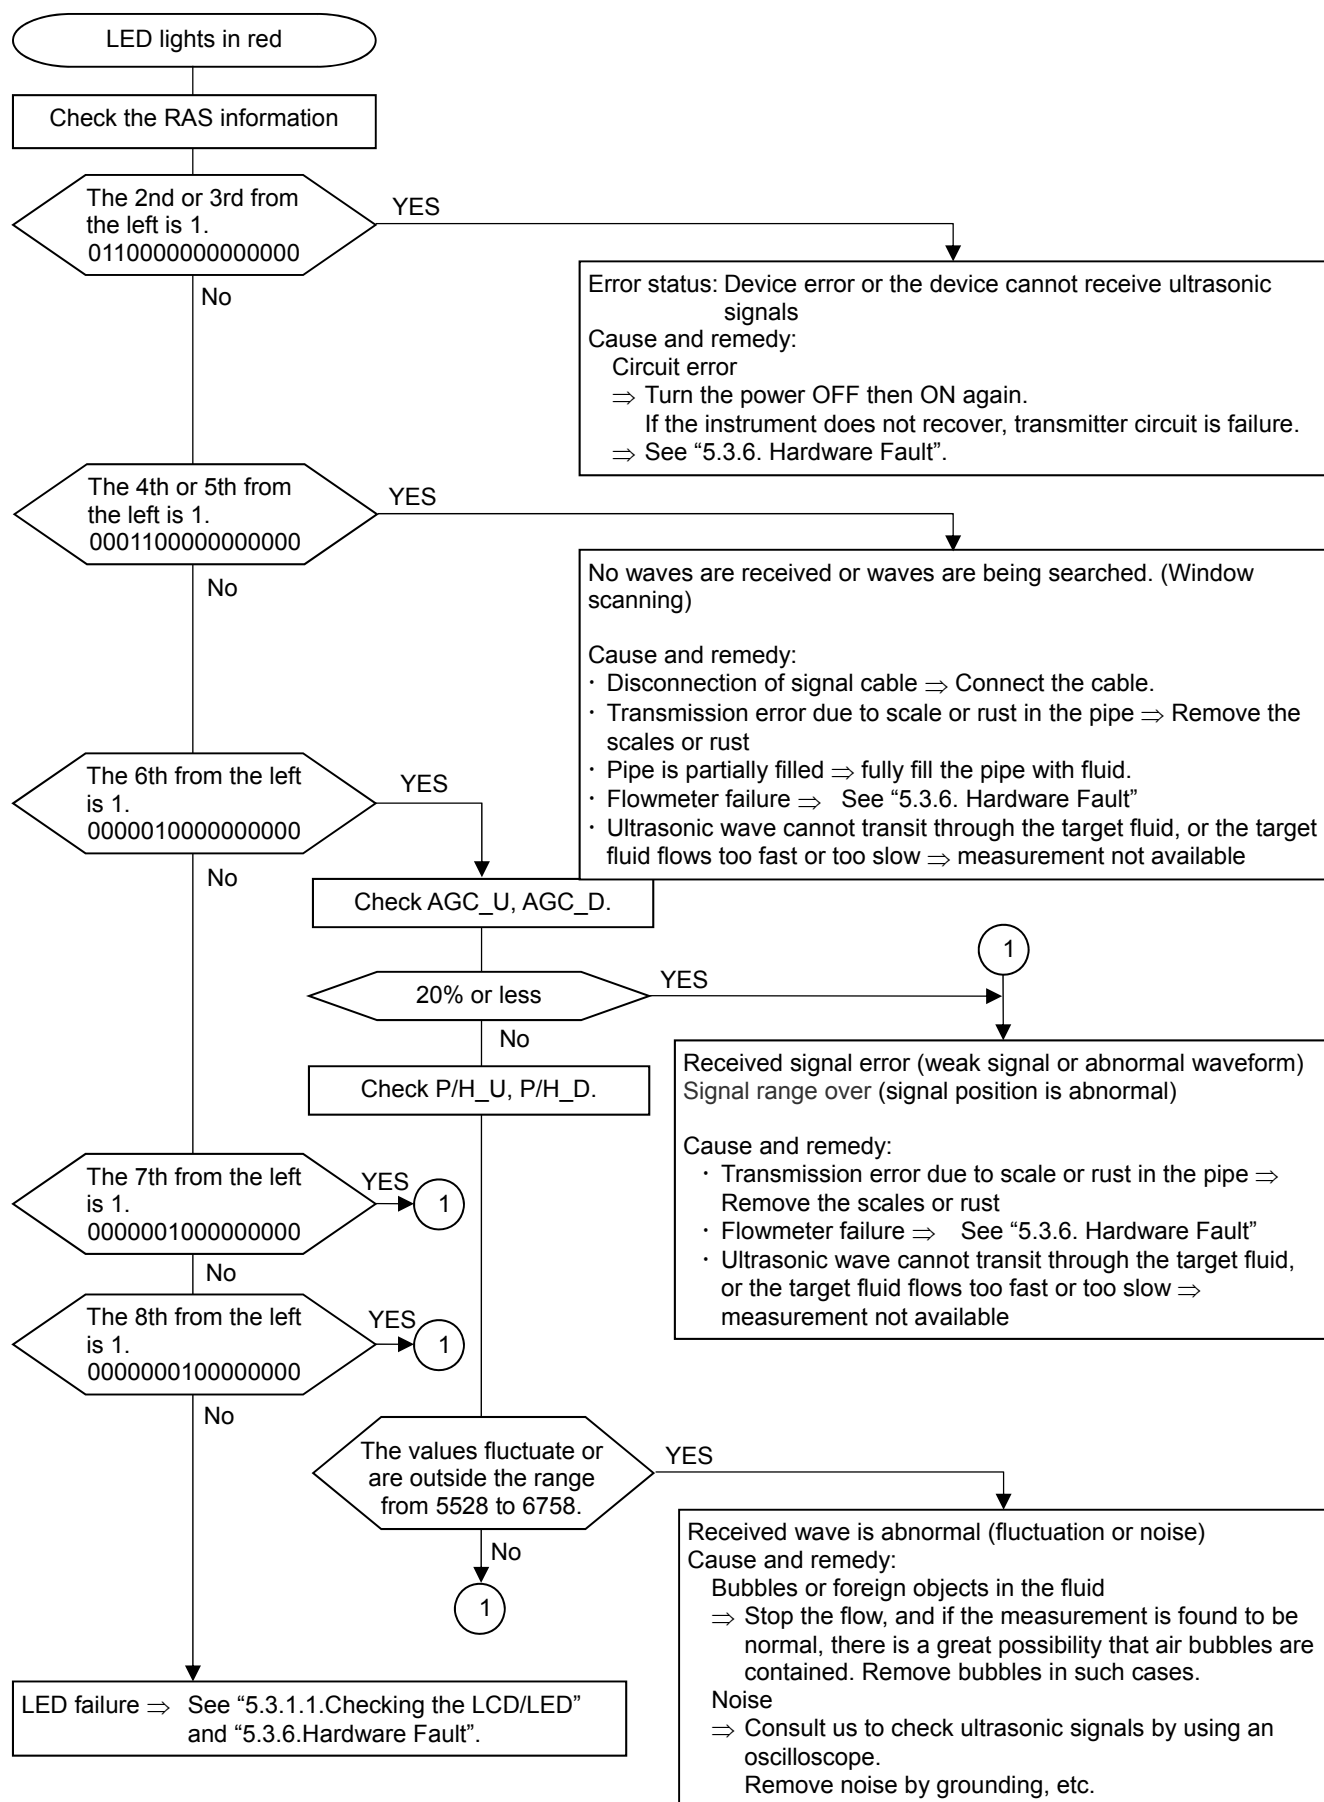 LED lights in red
Check the RAS information
The 2nd or 3rd from
the left is 1.
0110000000000000
YES
No
Error status: Device error or the device cannot receive ultrasonic
signals
Cause and remedy:
Circuit error
⇒ Turn the power OFF then ON again.
If the instrument does not recover, transmitter circuit is failure.
⇒ See “5.3.6. Hardware Fault”.
The 4th or 5th from
the left is 1.
0001100000000000
YES
No
No waves are received or waves are being searched. (Window
scanning)
Cause and remedy:
・ Disconnection of signal cable ⇒ Connect the cable.
・ Transmission error due to scale or rust in the pipe ⇒ Remove the
scales or rust
・ Pipe is partially filled ⇒ fully fill the pipe with fluid.
・ Flowmeter failure ⇒ See “5.3.6. Hardware Fault”
・ Ultrasonic wave cannot transit through the target fluid, or the target
fluid flows too fast or too slow ⇒ measurement not available
The 6th from the left
is 1.
0000010000000000
YES
No
Check AGC_U, AGC_D.
20% or less
YES
No
1
Check P/H_U, P/H_D.
Received signal error (weak signal or abnormal waveform)
Signal range over (signal position is abnormal)
Cause and remedy:
・ Transmission error due to scale or rust in the pipe ⇒
Remove the scales or rust
・ Flowmeter failure ⇒ See “5.3.6. Hardware Fault”
・ Ultrasonic wave cannot transit through the target fluid,
or the target fluid flows too fast or too slow ⇒
measurement not available
The 7th from the left
is 1.
0000001000000000
YES
1
No
The 8th from the left
is 1.
0000000100000000
YES
1
No
The values fluctuate or
are outside the range
from 5528 to 6758.
YES
No
1
Received wave is abnormal (fluctuation or noise)
Cause and remedy:
Bubbles or foreign objects in the fluid
⇒ Stop the flow, and if the measurement is found to be
normal, there is a great possibility that air bubbles are
contained. Remove bubbles in such cases.
Noise
⇒ Consult us to check ultrasonic signals by using an
oscilloscope.
Remove noise by grounding, etc.
LED failure ⇒ See “5.3.1.1.Checking the LCD/LED”
and “5.3.6.Hardware Fault”.